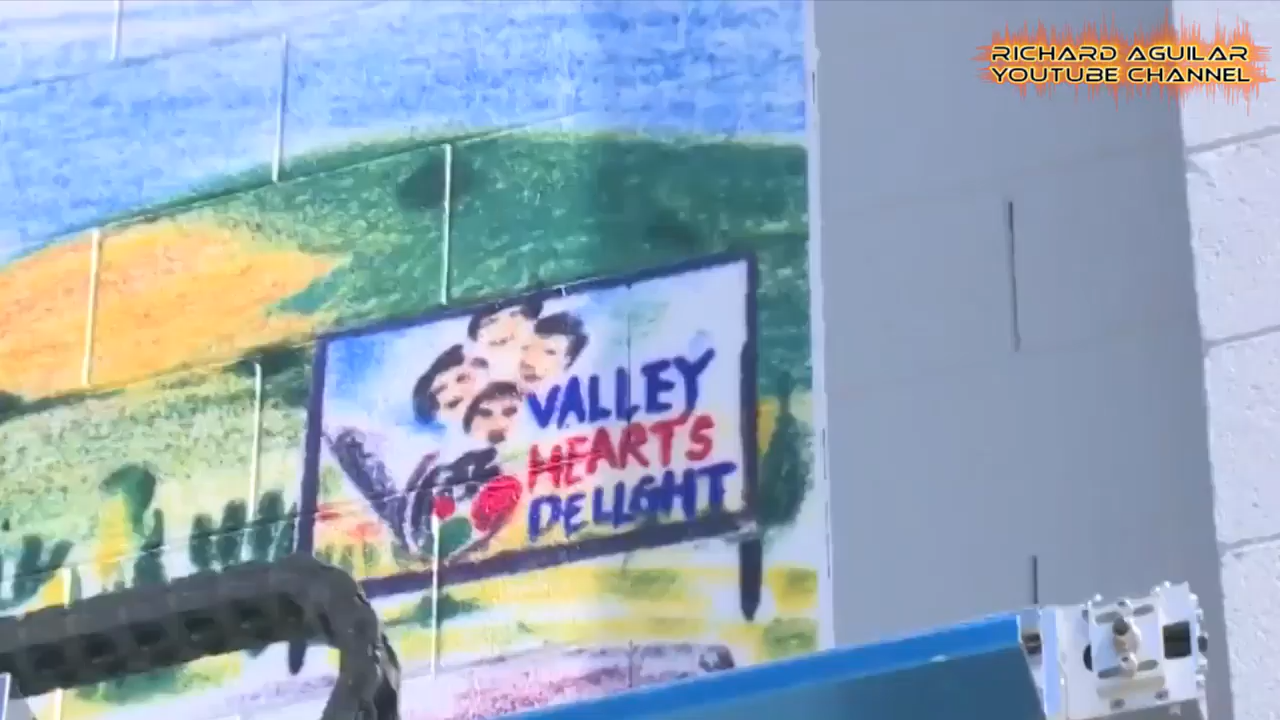 RICHARD AGUILAR
YOUTUBE CHANNEL
VALLEY
HEARTS
DELIGHT